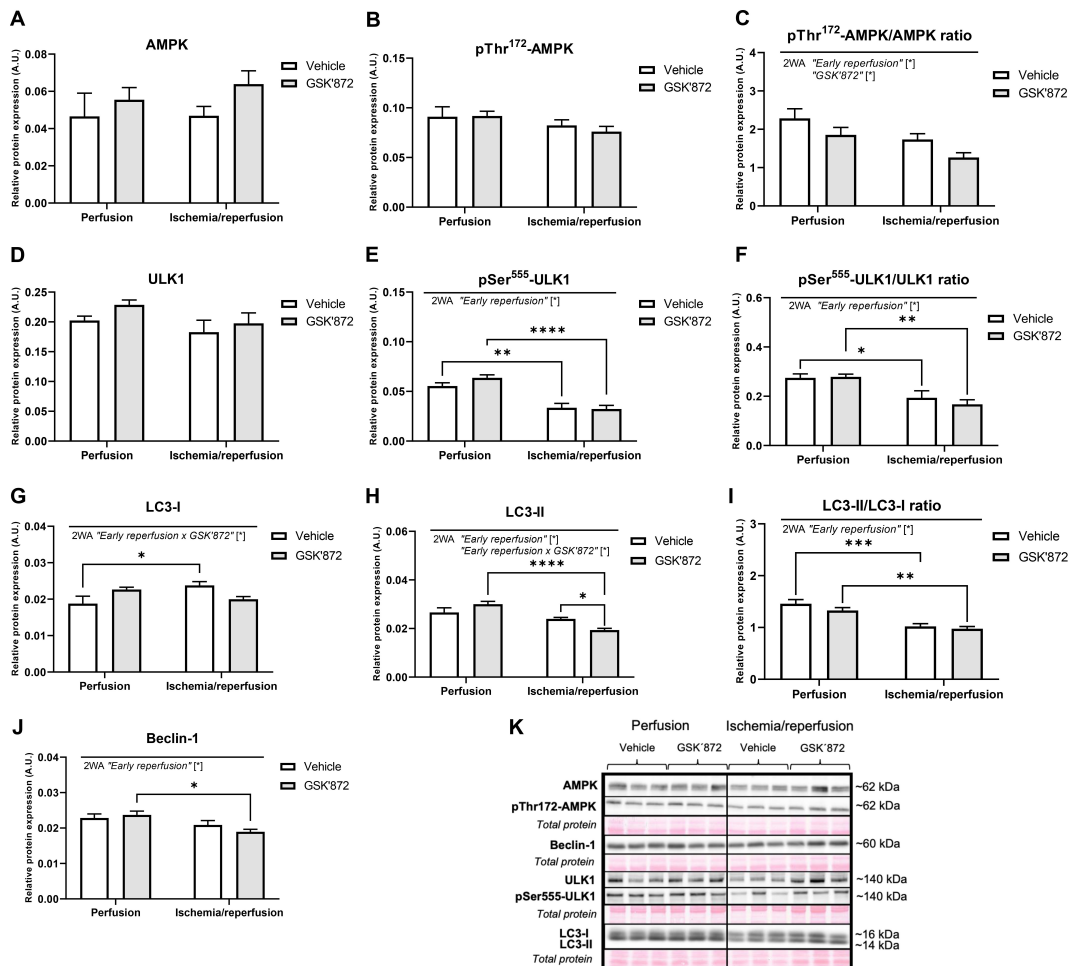 A
AMPK
Relative protein expression (A.U.)
0.08
0.06
0.04
0.02
0.00
Perfusion
Ischemia/reperfusion
Vehicle
GSK'872
B
pThr172-AMPK
Relative protein expression (A.U.)
0.15
0.10
0.05
0.00
Perfusion
Ischemia/reperfusion
Vehicle
GSK'872
C
pThr172-AMPK/AMPK ratio
2WA "Early reperfusion" [*]
"GSK'872" [*]
Relative protein expression (A.U.)
4
3
2
1
0
Perfusion
Ischemia/reperfusion
Vehicle
GSK'872
D
ULK1
Relative protein expression (A.U.)
0.25
0.20
0.15
0.10
0.05
0.00
Perfusion
Ischemia/reperfusion
Vehicle
GSK'872
E
pSer555-ULK1
2WA "Early reperfusion" [*]
****
**
Relative protein expression (A.U.)
0.15
0.10
0.05
0.00
Perfusion
Ischemia/reperfusion
Vehicle
GSK'872
F
pSer555-ULK1/ULK1 ratio
2WA "Early reperfusion" [*]
**
*
Relative protein expression (A.U.)
0.6
0.4
0.2
0.0
Perfusion
Ischemia/reperfusion
Vehicle
GSK'872
G
LC3-I
2WA "Early reperfusion x GSK'872" [*]
*
Relative protein expression (A.U.)
0.04
0.03
0.02
0.01
0.00
Perfusion
Ischemia/reperfusion
Vehicle
GSK'872
H
LC3-II
2WA "Early reperfusion" [*]
"Early reperfusion x GSK'872" [*]
****
*
Relative protein expression (A.U.)
0.06
0.04
0.02
0.00
Perfusion
Ischemia/reperfusion
Vehicle
GSK'872
I
LC3-II/LC3-I ratio
2WA "Early reperfusion" [*]
***
**
Relative protein expression (A.U.)
3
2
1
0
Perfusion
Ischemia/reperfusion
Vehicle
GSK'872
J
Beclin-1
2WA "Early reperfusion" [*]
*
Relative protein expression (A.U.)
0.04
0.03
0.02
0.01
0.00
Perfusion
Ischemia/reperfusion
Vehicle
GSK'872
K
Perfusion Ischemia/reperfusion
Vehicle GSK´872 Vehicle GSK´872
AMPK ~62 kDa
pThr172-AMPK ~62 kDa
Total protein
Beclin-1 ~60 kDa
Total protein
ULK1 ~140 kDa
pSer555-ULK1 ~140 kDa
Total protein
LC3-I ~16 kDa
LC3-II ~14 kDa
Total protein